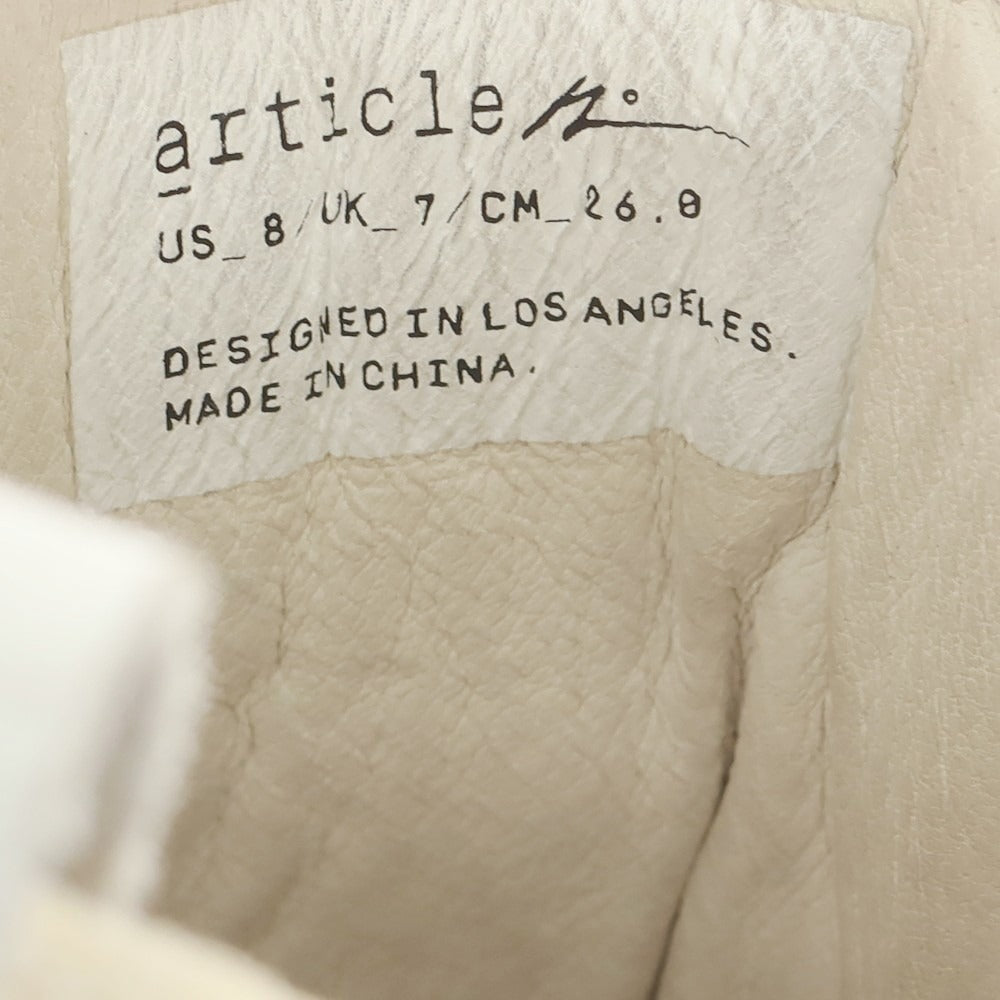 article N°
US_8/UK_7/CM_26.0
DESIGNED IN LOS ANGELES.
MADE IN CHINA.